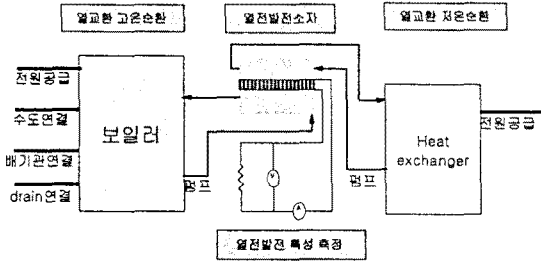 열교환 고온순환
열전발전소자
열교환 저온순환
전원공급
수도연결
배기관연결
drain연결
보일러
펌프
V
A
펌프
Heat
exchanger
전원공급
열전발전 특성 측정